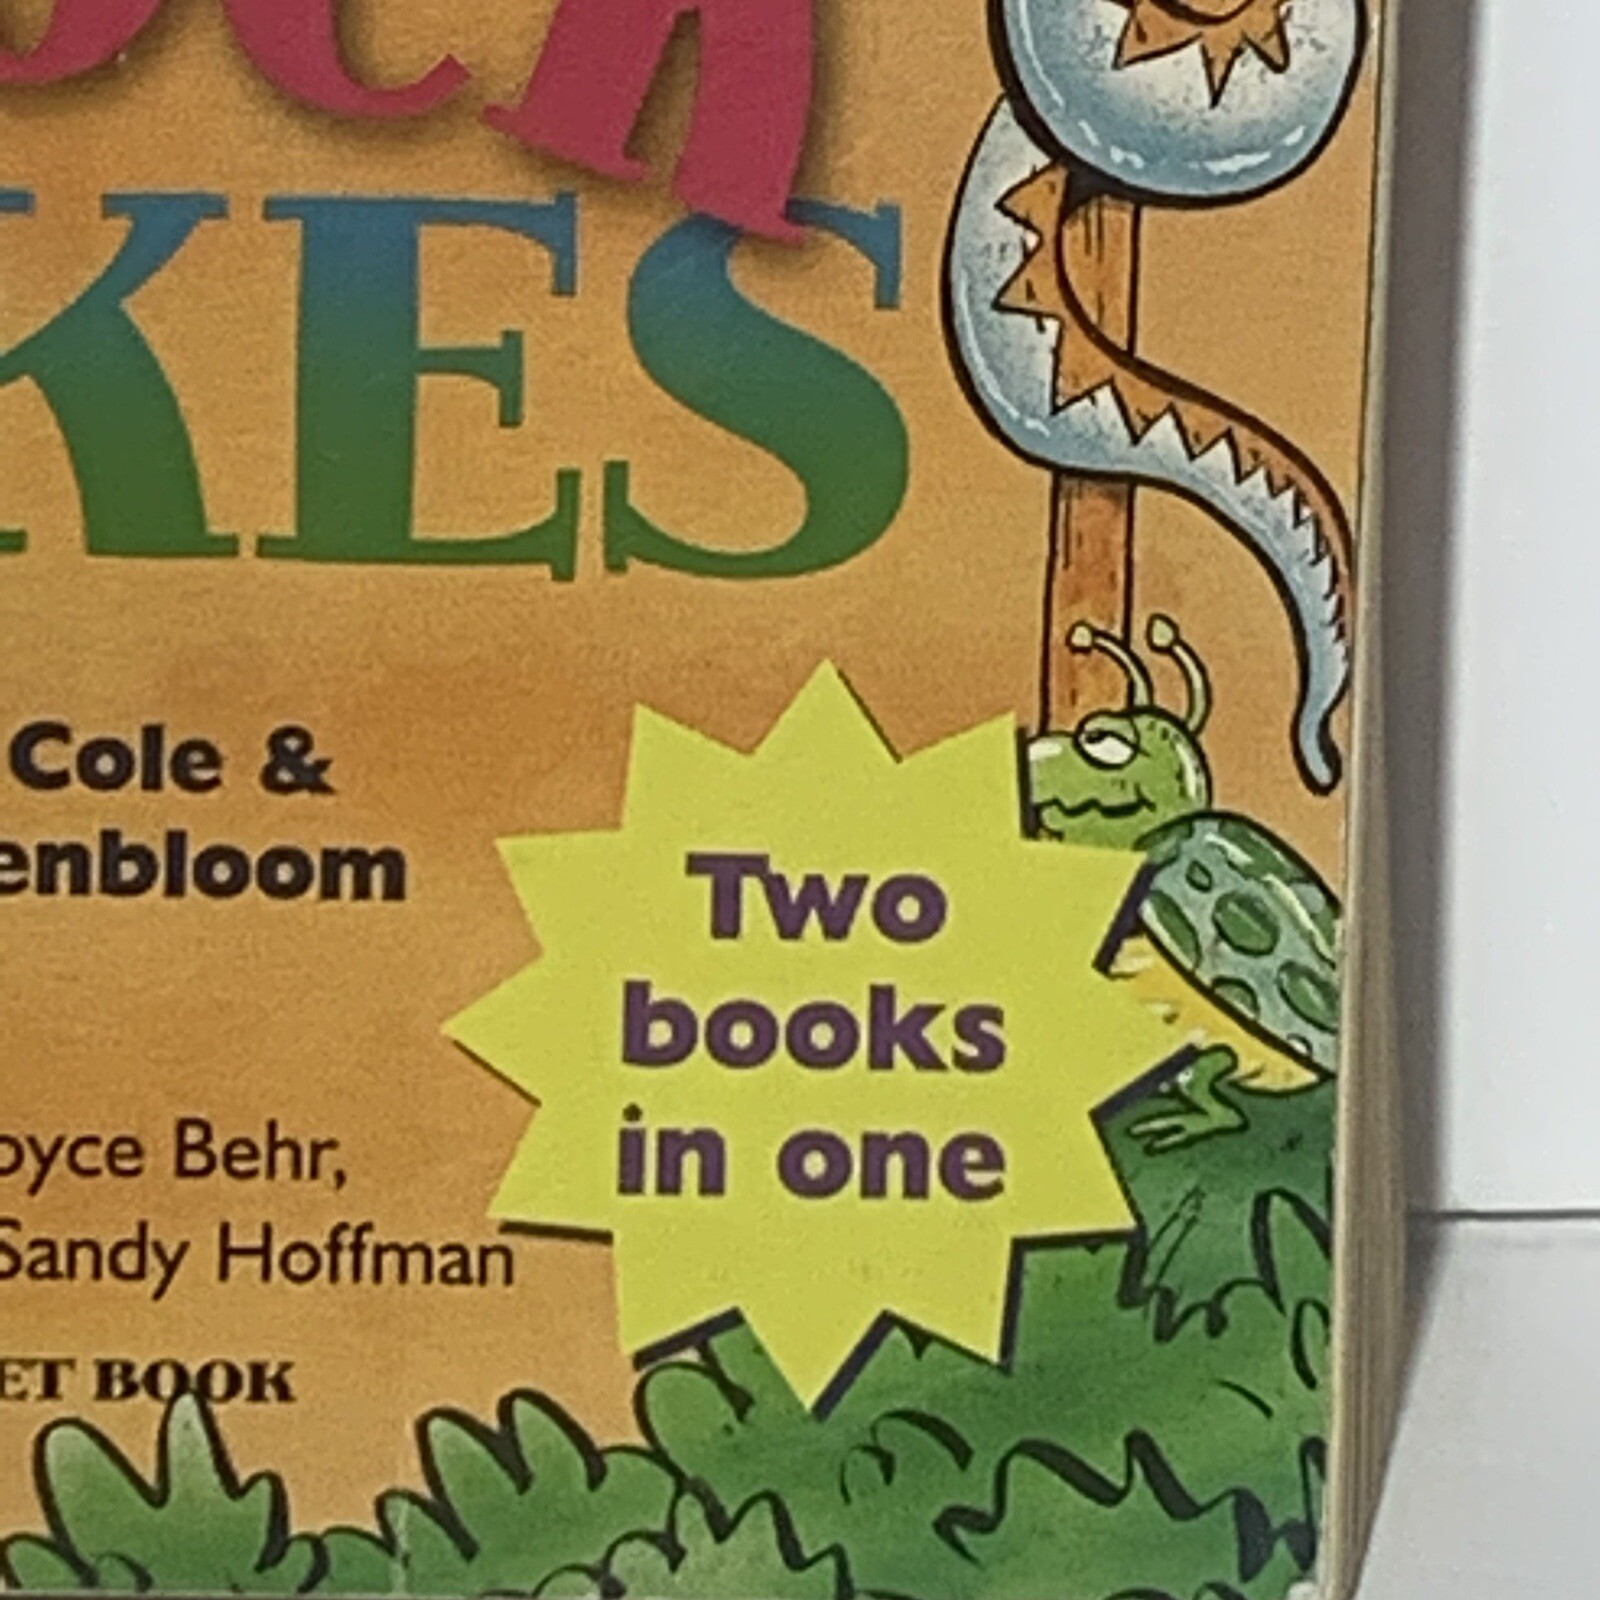 KES
Cole &
enbloom
Two
books
in one
oyce Behr,
Sandy Hoffman
ET BOOK